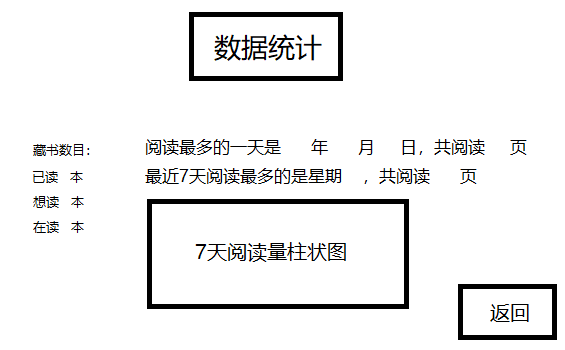 数据统计
藏书数目：
已读 本
想读 本
在读 本
阅读最多的一天是 年 月 日，共阅读 页
最近7天阅读最多的是星期 ，共阅读 页
7天阅读量柱状图
返回